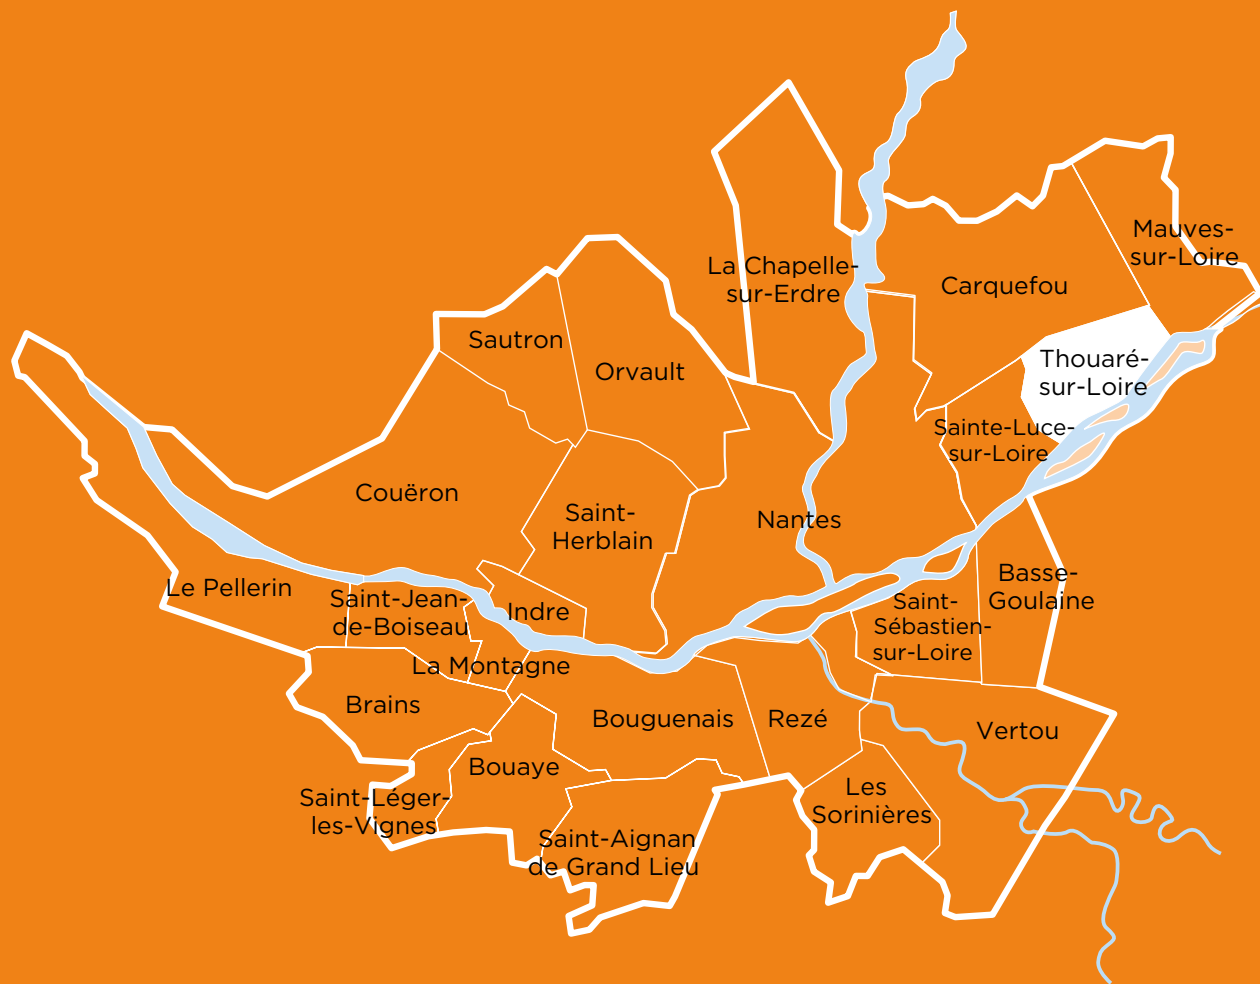 Mauves-
sur-Loire
La Chapelle-
sur-Erdre
Carquefou
Sautron
Orvault
Thouaré-
sur-Loire
Sainte-Luce-
sur-Loire
Couëron
Saint-
Herblain
Nantes
Le Pellerin
Saint-Jean-
de-Boiseau
Indre
Basse-
Goulaine
Saint-
Sébastien-
sur-Loire
La Montagne
Brains
Bouguenais
Rezé
Vertou
Bouaye
Saint-Léger-
les-Vignes
Les
Sorinières
Saint-Aignan
de Grand Lieu